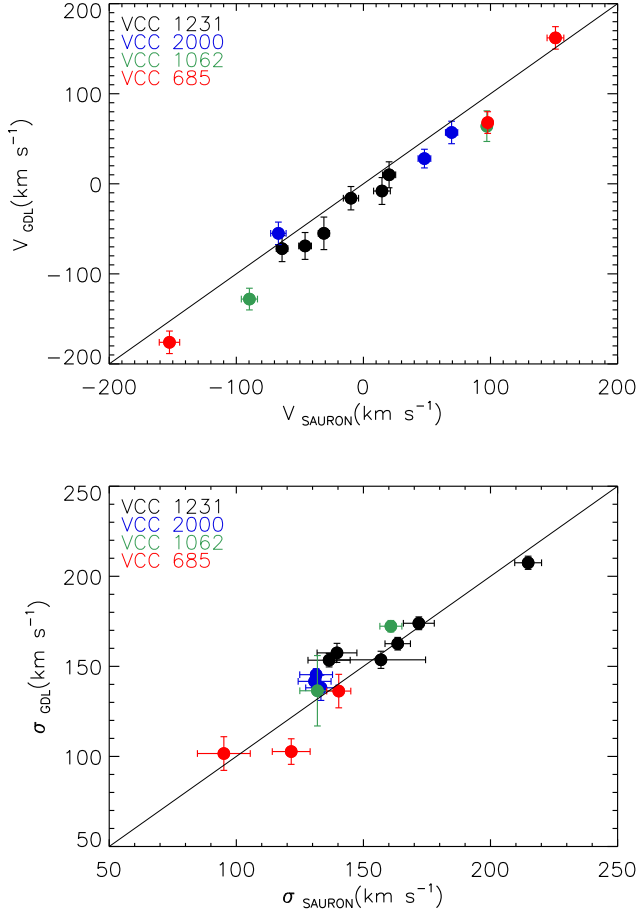 200
100
0
−100
−200
V GDL(km s−1)
VCC 1231
VCC 2000
VCC 1062
VCC 685
−200 −100 0 100 200
V SAURON(km s−1)
250
200
150
100
50
σ GDL(km s−1)
VCC 1231
VCC 2000
VCC 1062
VCC 685
50 100 150 200 250
σ SAURON(km s−1)